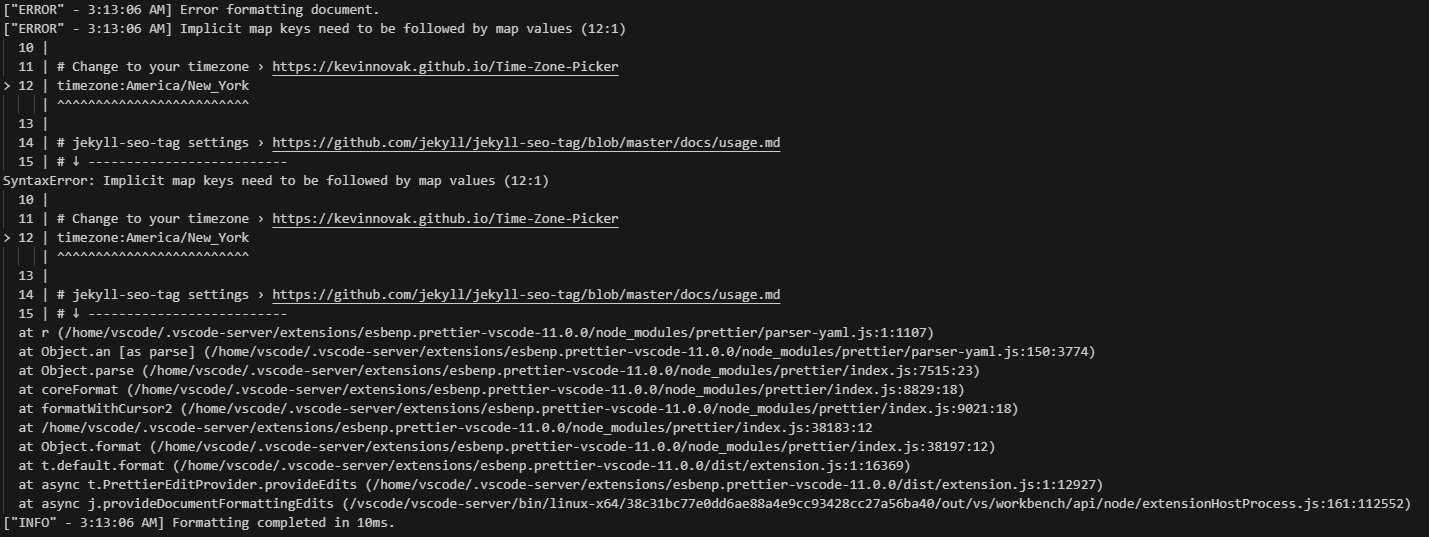 ["ERROR" - 3:13:06 AM] Error formatting document.
["ERROR" - 3:13:06 AM] Implicit map keys need to be followed by map values (12:1)
  10 |
  11 | # Change to your timezone › https://kevinnovak.github.io/Time-Zone-Picker
> 12 | timezone:America/New_York
     | ^^^^^^^^^^^^^^^^^^^^^^^^^
  13 |
  14 | # jekyll-seo-tag settings › https://github.com/jekyll/jekyll-seo-tag/blob/master/docs/usage.md
  15 | # ↓ --------------------------
SyntaxError: Implicit map keys need to be followed by map values (12:1)
  10 |
  11 | # Change to your timezone › https://kevinnovak.github.io/Time-Zone-Picker
> 12 | timezone:America/New_York
     | ^^^^^^^^^^^^^^^^^^^^^^^^^
  13 |
  14 | # jekyll-seo-tag settings › https://github.com/jekyll/jekyll-seo-tag/blob/master/docs/usage.md
  15 | # ↓ --------------------------
  at r (/home/vscode/.vscode-server/extensions/esbenp.prettier-vscode-11.0.0/node_modules/prettier/parser-yaml.js:1:1107)
  at Object.an [as parse] (/home/vscode/.vscode-server/extensions/esbenp.prettier-vscode-11.0.0/node_modules/prettier/parser-yaml.js:150:3774)
  at Object.parse (/home/vscode/.vscode-server/extensions/esbenp.prettier-vscode-11.0.0/node_modules/prettier/index.js:7515:23)
  at coreFormat (/home/vscode/.vscode-server/extensions/esbenp.prettier-vscode-11.0.0/node_modules/prettier/index.js:8829:18)
  at formatWithCursor2 (/home/vscode/.vscode-server/extensions/esbenp.prettier-vscode-11.0.0/node_modules/prettier/index.js:9021:18)
  at /home/vscode/.vscode-server/extensions/esbenp.prettier-vscode-11.0.0/node_modules/prettier/index.js:38183:12
  at Object.format (/home/vscode/.vscode-server/extensions/esbenp.prettier-vscode-11.0.0/node_modules/prettier/index.js:38197:12)
  at t.default.format (/home/vscode/.vscode-server/extensions/esbenp.prettier-vscode-11.0.0/dist/extension.js:1:16369)
  at async t.PrettierEditProvider.provideEdits (/home/vscode/.vscode-server/extensions/esbenp.prettier-vscode-11.0.0/dist/extension.js:1:12927)
  at async j.provideDocumentFormattingEdits (/vscode/vscode-server/bin/linux-x64/38c31bc77e0dd6ae88a4e9cc93428cc27a56ba40/out/vs/workbench/api/node/extensionHostProcess.js:161:112552)
["INFO" - 3:13:06 AM] Formatting completed in 10ms.